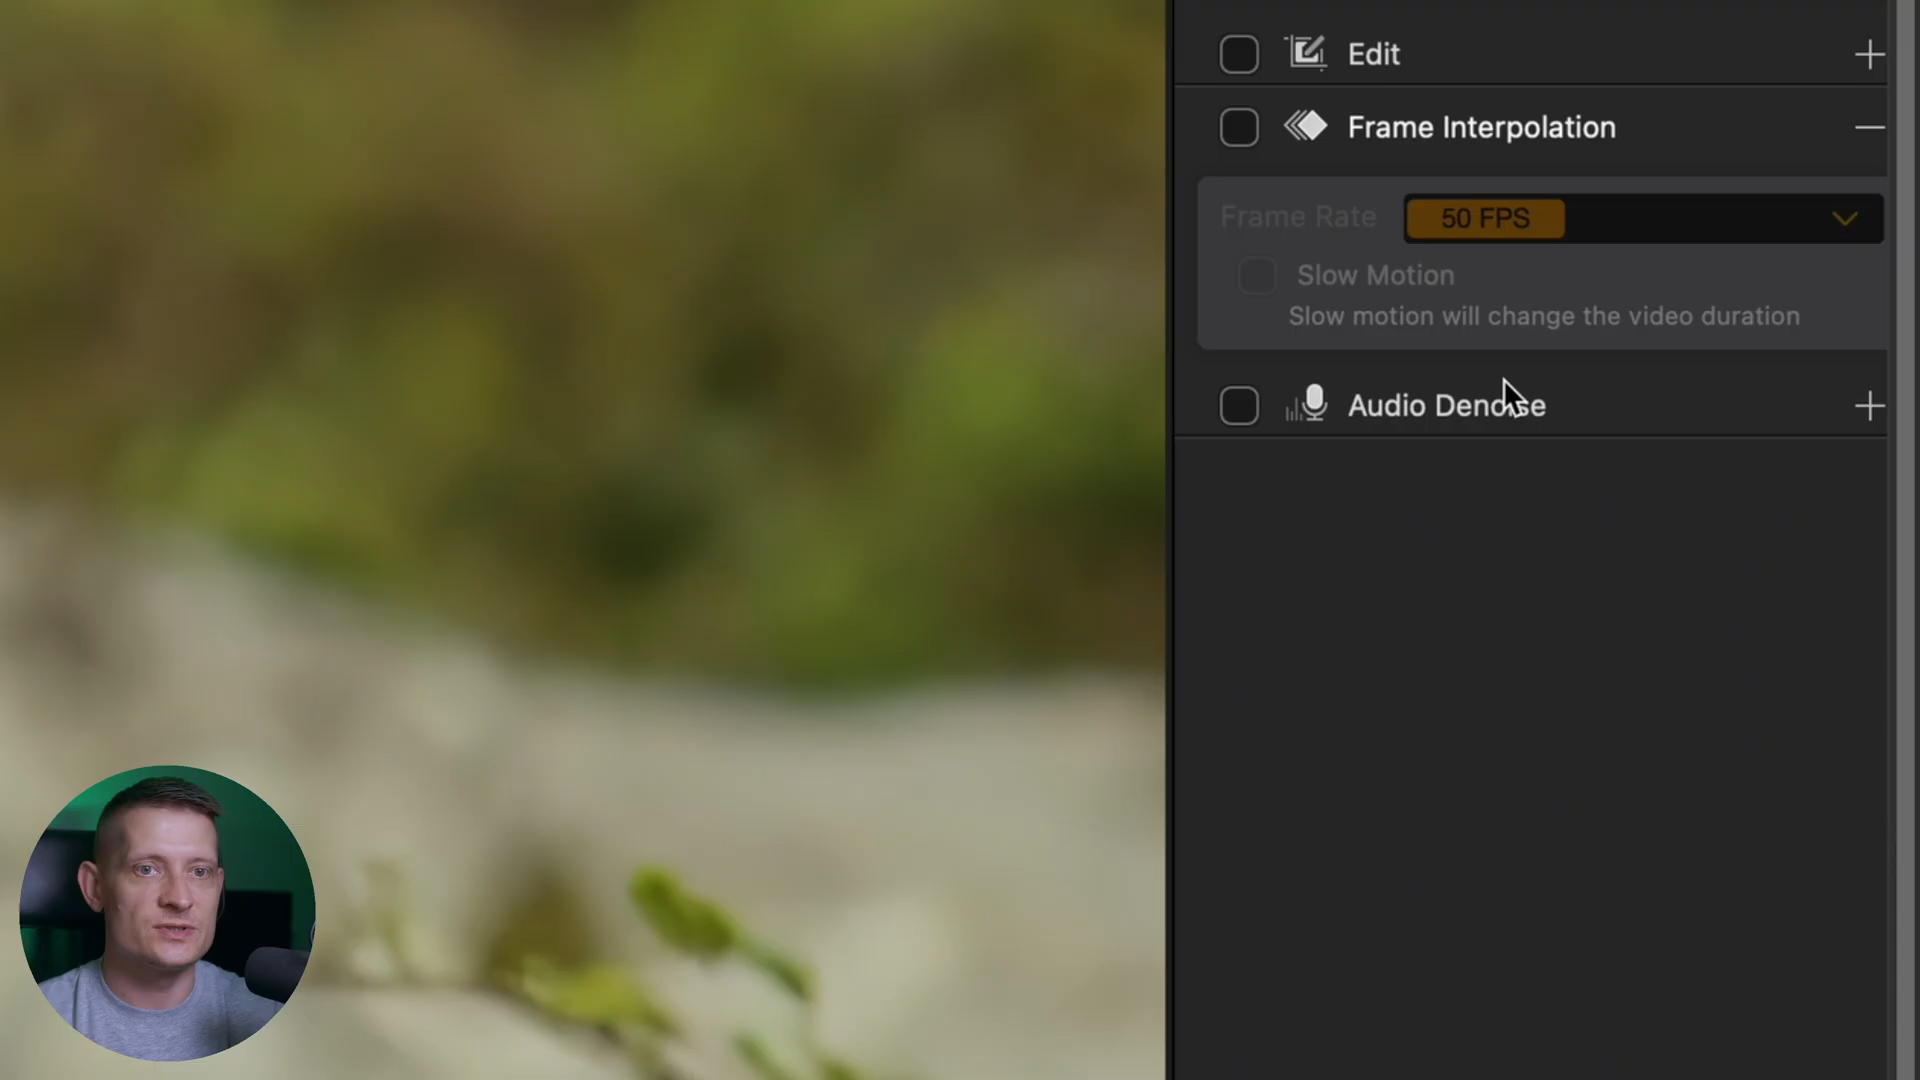 Edit
Frame Interpolation
Frame Rate 50 FPS
Slow Motion
Slow motion will change the video duration
Audio Denoise